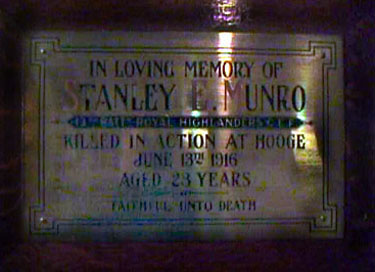 IN LOVING MEMORY OF
STANLEY E. MUNRO
BATT. ROYAL HIGHLANDERS C.E.F.
KILLED IN ACTION AT HOOGE
JUNE 13TH 1916
AGED 23 YEARS
FAITHFUL UNTO DEATH